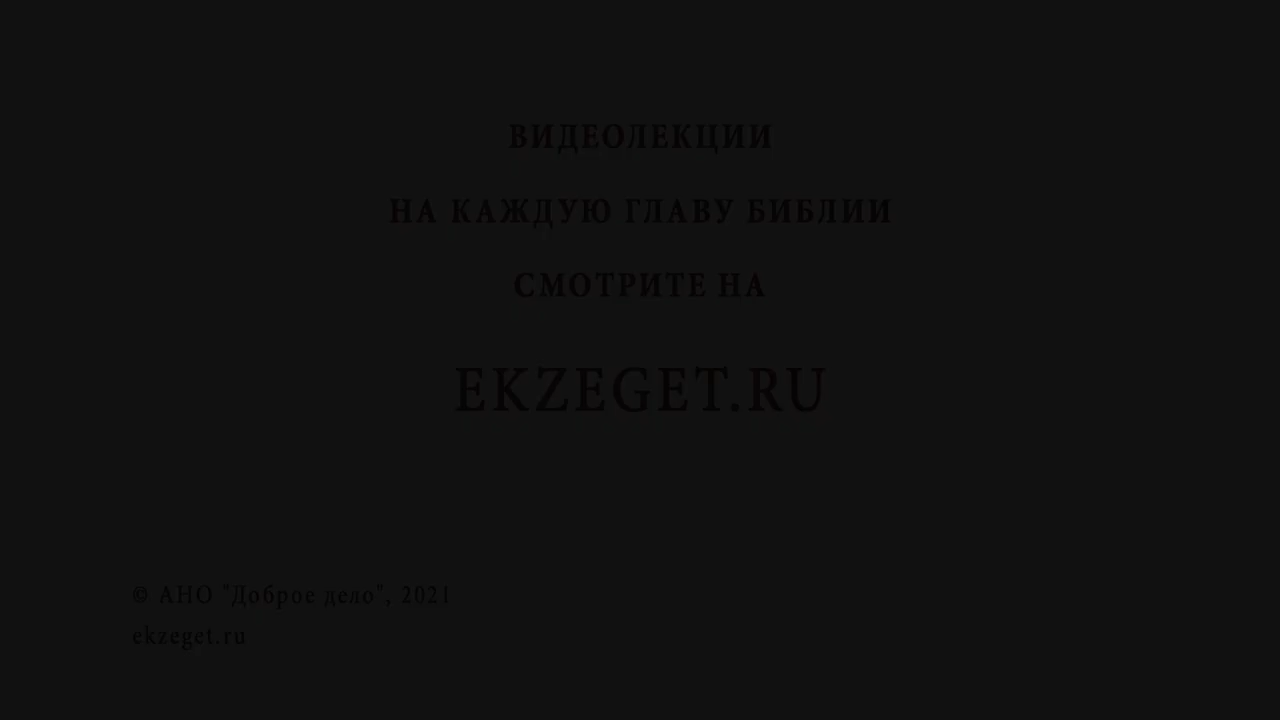 ВИДЕОЛЕКЦИИ
НА КАЖДУЮ ГЛАВУ БИБЛИИ
СМОТРИТЕ НА
EKZEGET.RU
© АНО "Доброе дело", 2021
ekzeget.ru